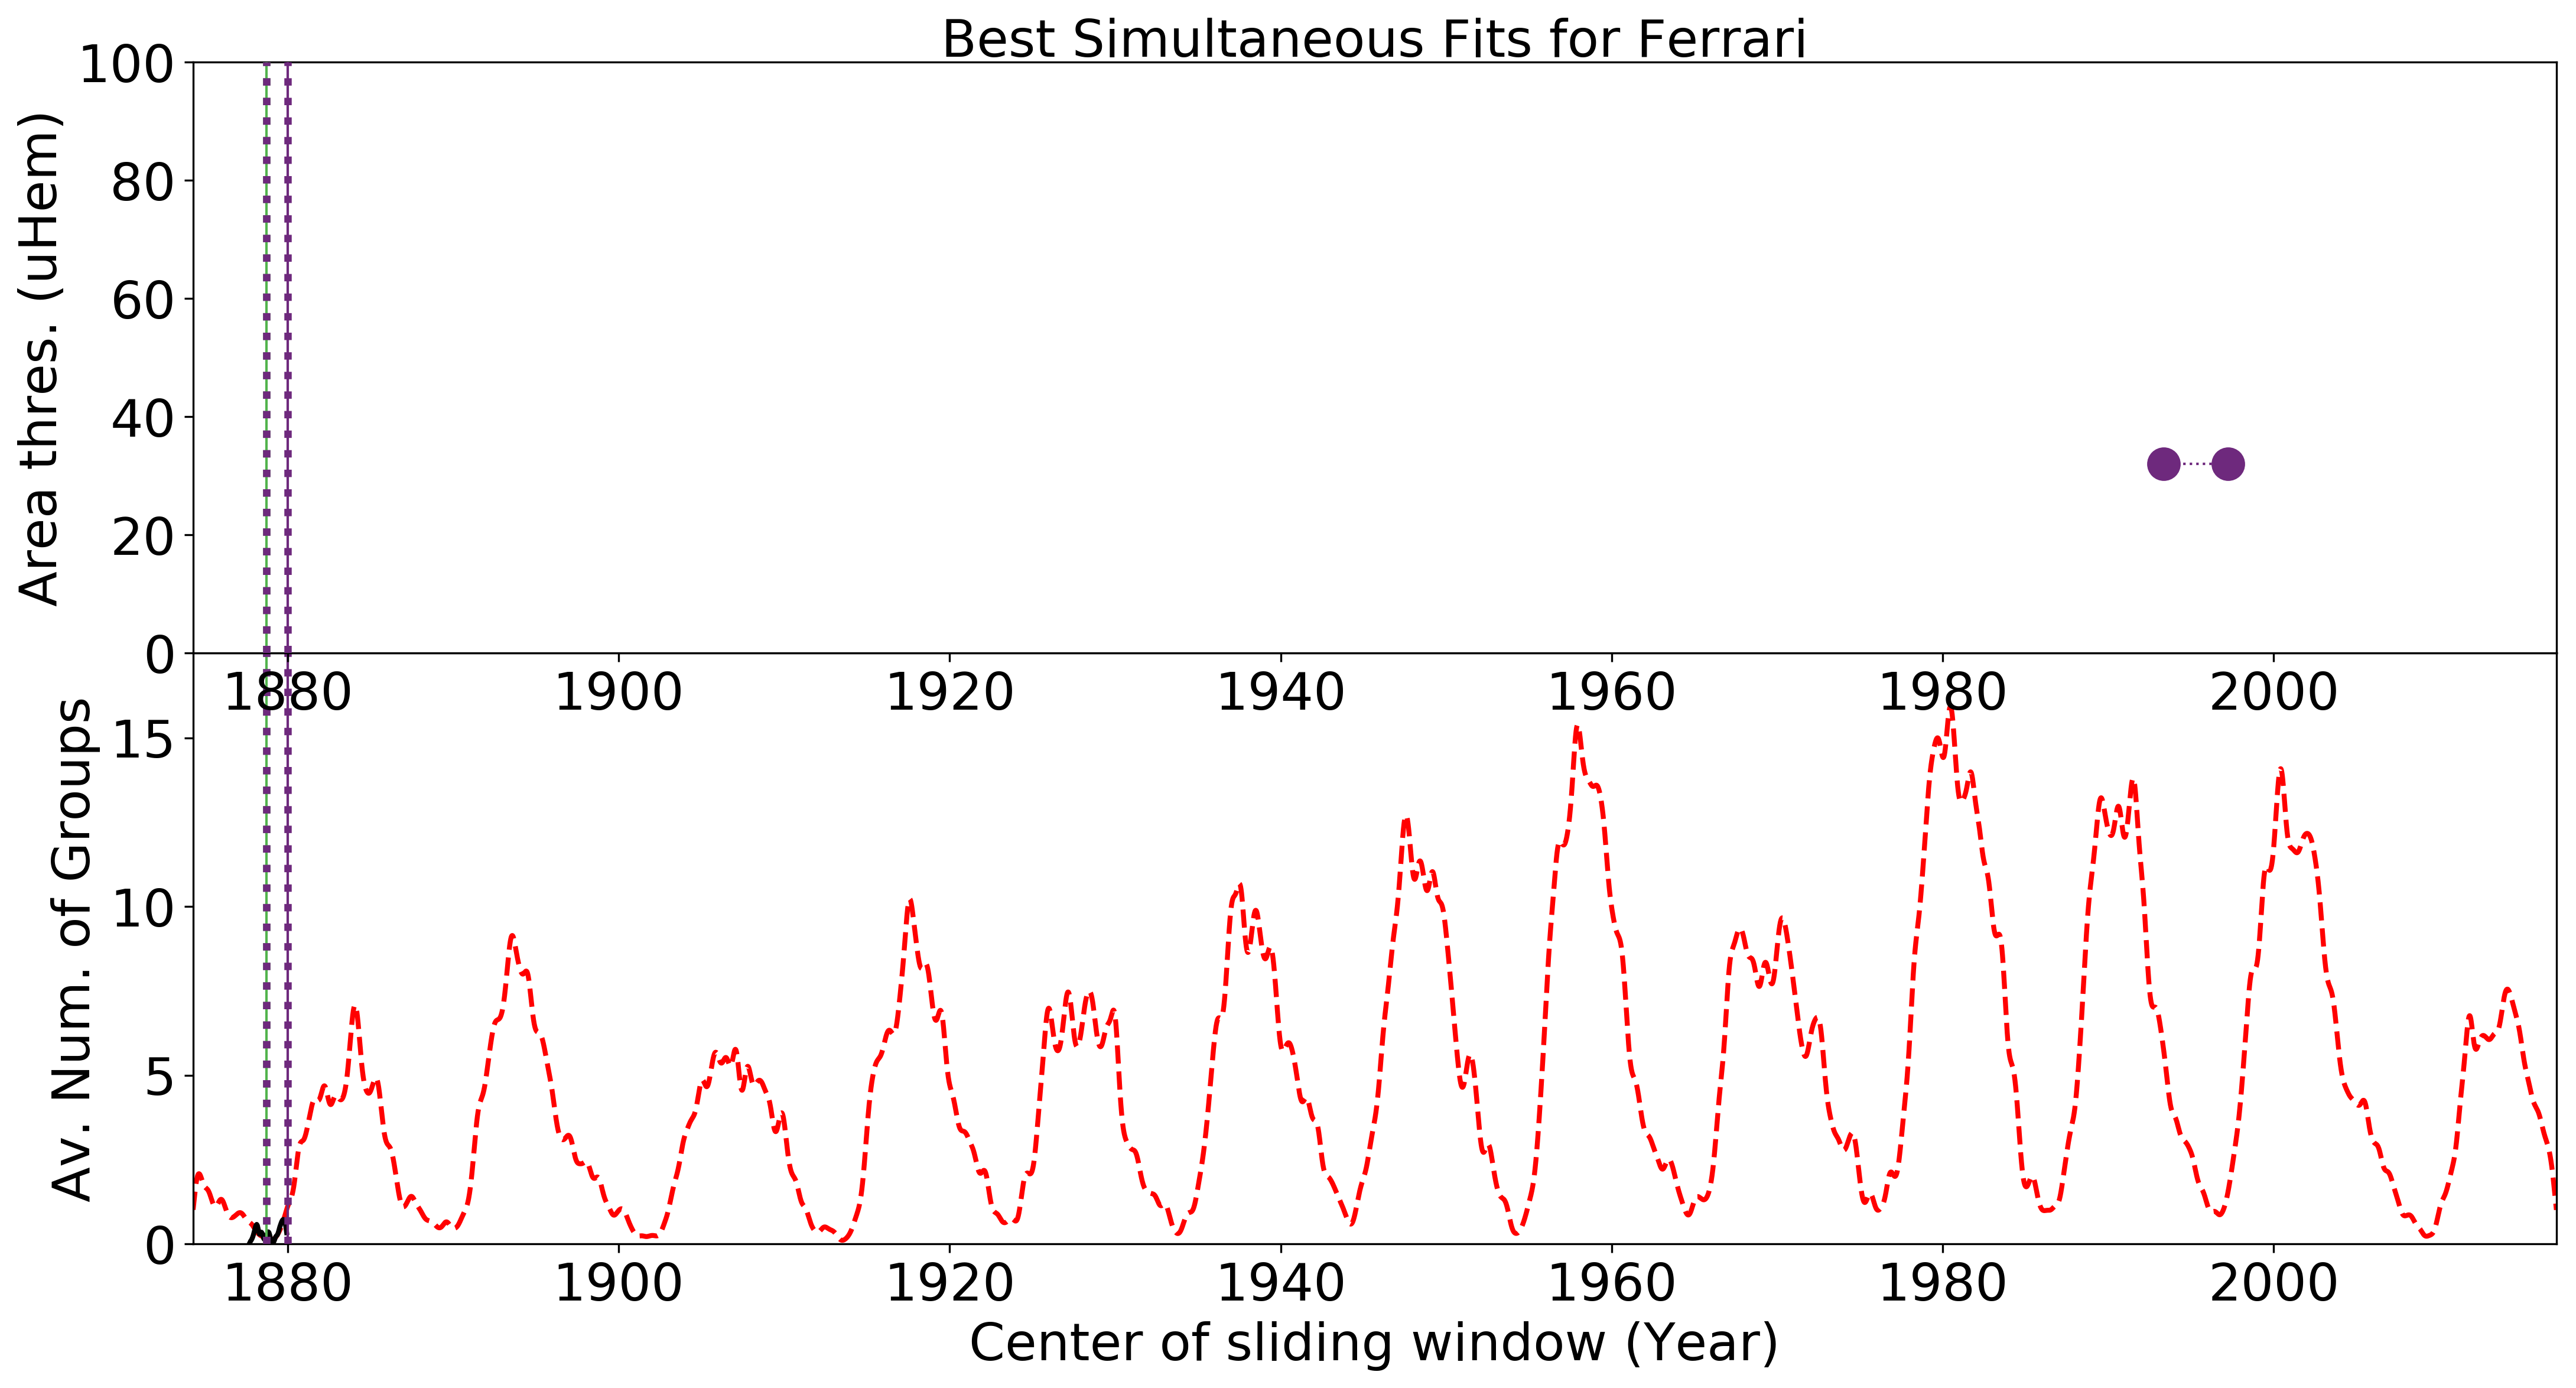 Best Simultaneous Fits for Ferrari
100
80
60
40
20
0
Area thres. (uHem)
1880 1900 1920 1940 1960 1980 2000
15
10
5
0
Av. Num. of Groups
1880 1900 1920 1940 1960 1980 2000
Center of sliding window (Year)